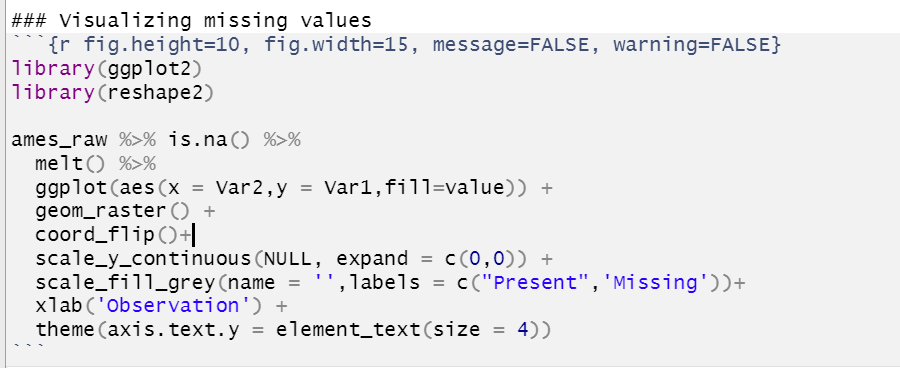 ### Visualizing missing values
```{r fig.height=10, fig.width=15, message=FALSE, warning=FALSE}
library(ggplot2)
library(reshape2)
ames_raw %>% is.na() %>%
  melt() %>%
  ggplot(aes(x = Var2,y = Var1,fill=value)) +
  geom_raster() +
  coord_flip()+
  scale_y_continuous(NULL, expand = c(0,0)) +
  scale_fill_grey(name = '',labels = c("Present",'Missing'))+
  xlab('Observation') +
  theme(axis.text.y = element_text(size = 4))
```